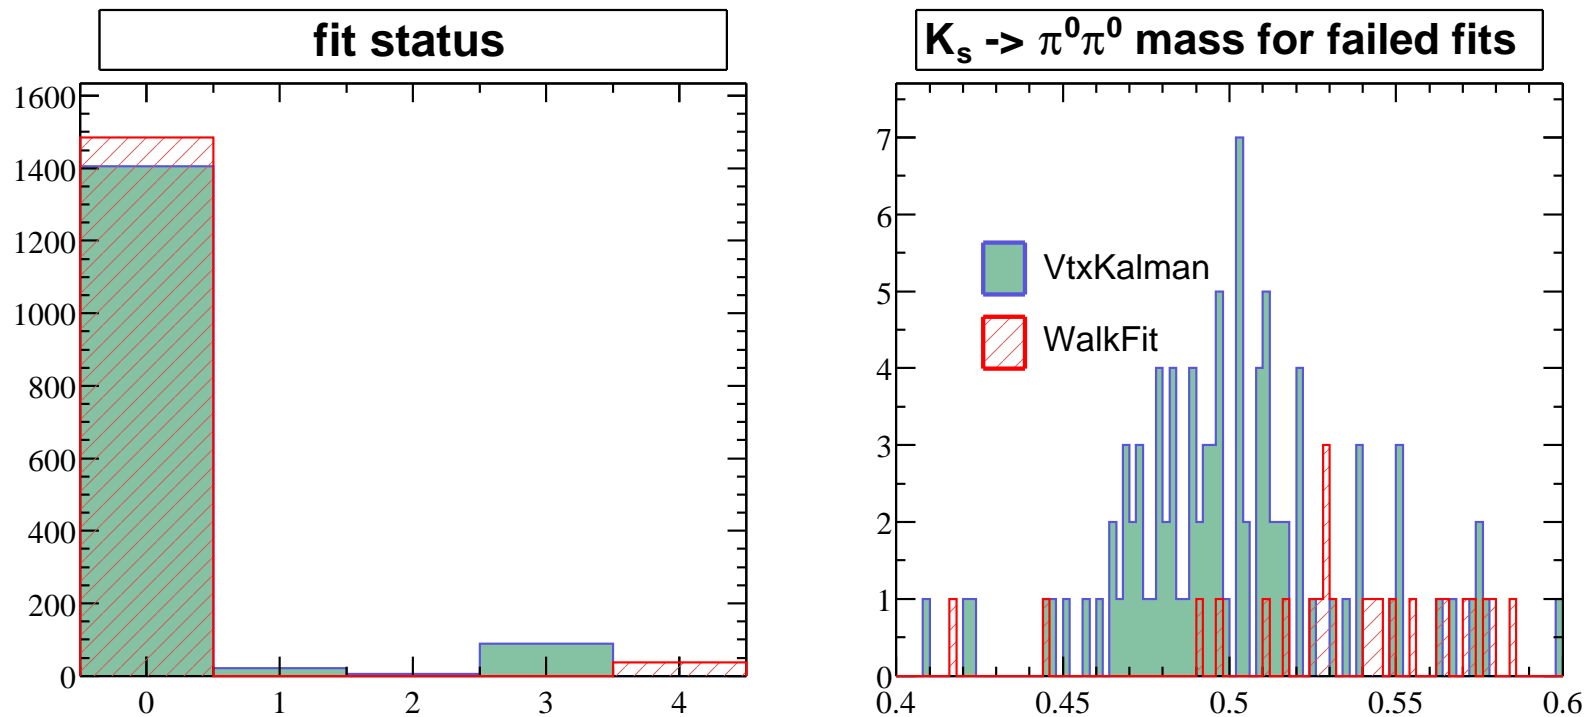 fit status
1600
1400
1200
1000
800
600
400
200
0
0 1 2 3 4
Kₛ -> π⁰π⁰ mass for failed fits
7
6
5
4
3
2
1
0
VtxKalman
WalkFit
0.4 0.45 0.5 0.55 0.6